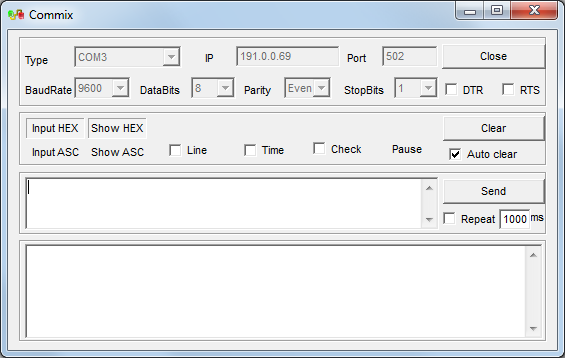 Commix
Type COM3 IP 191.0.0.69 Port 502 Close
BaudRate 9600 DataBits 8 Parity Even StopBits 1 DTR RTS
Input HEX Show HEX Clear
Input ASC Show ASC Line Time Check Pause Auto clear
Send
Repeat 1000 ms